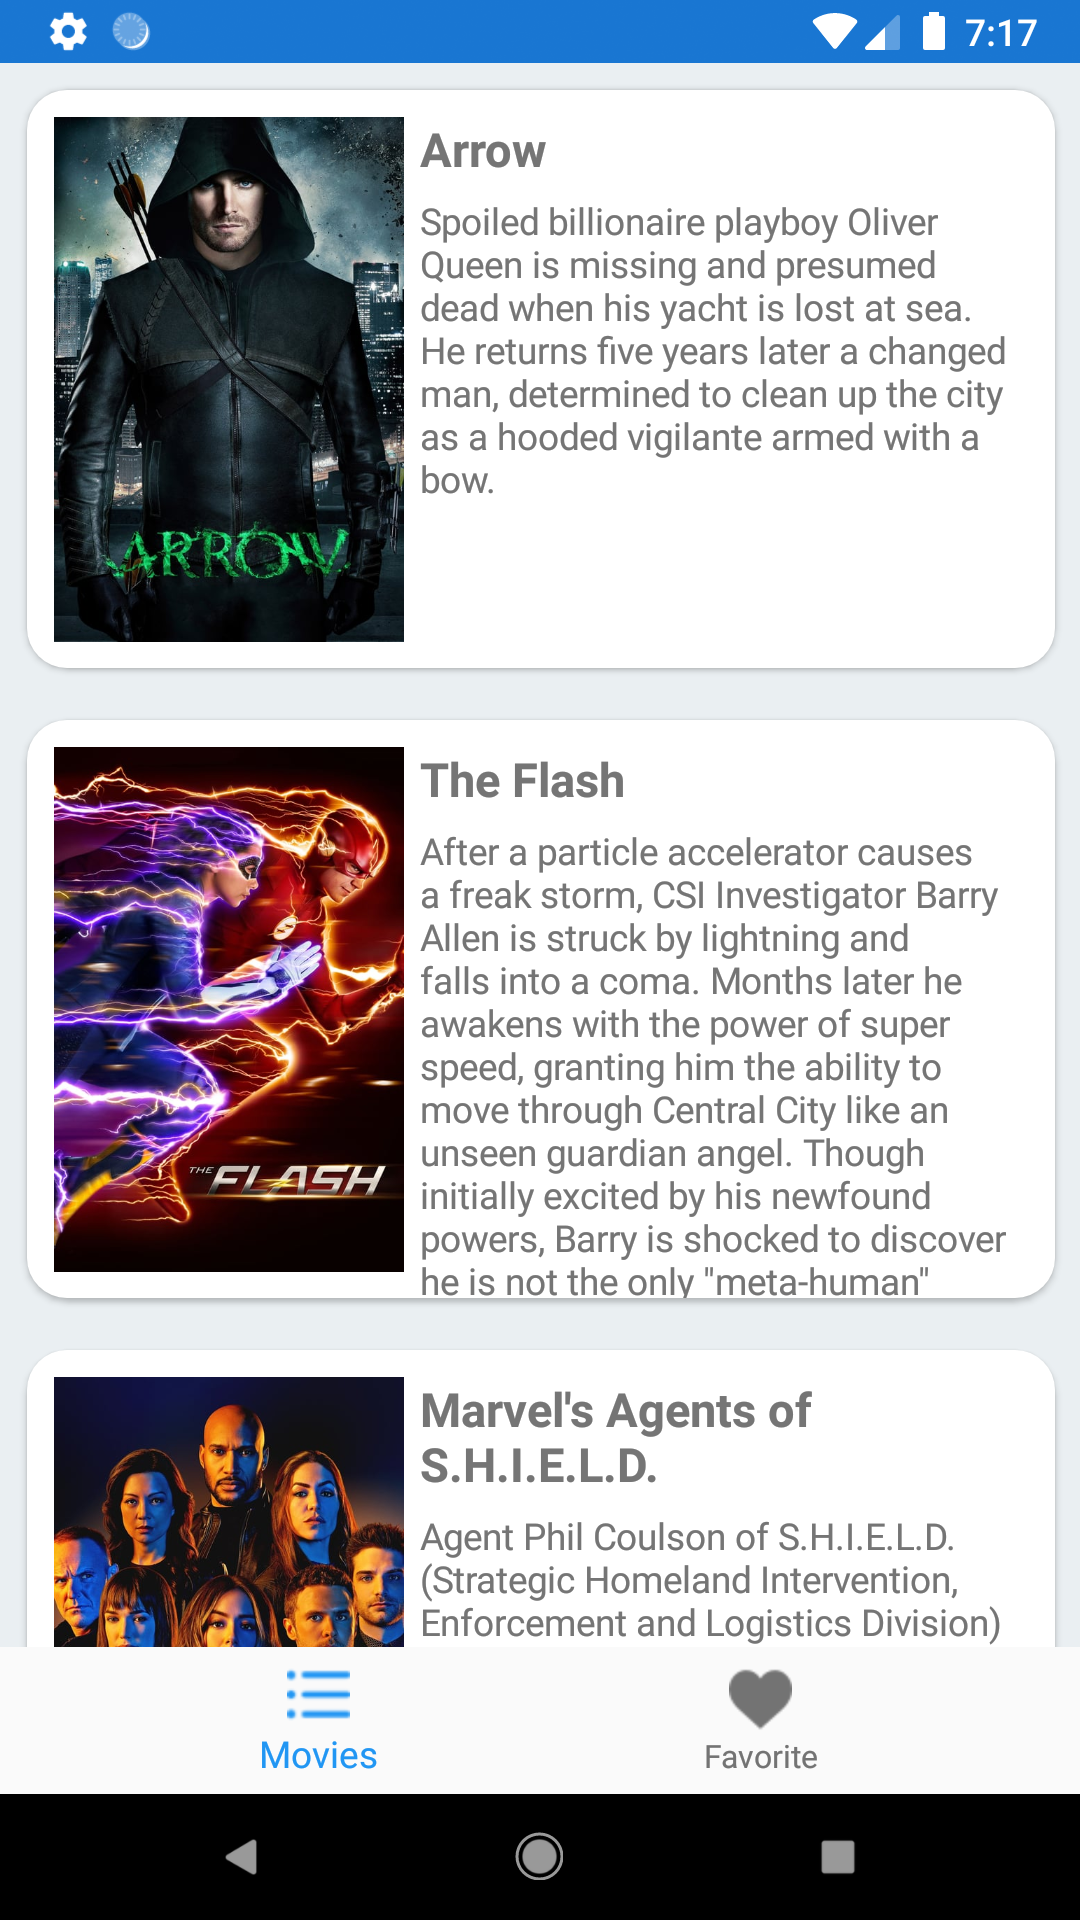 7:17
Arrow
Spoiled billionaire playboy Oliver
Queen is missing and presumed
dead when his yacht is lost at sea.
He returns five years later a changed
man, determined to clean up the city
as a hooded vigilante armed with a
bow.
ARROW
The Flash
After a particle accelerator causes
a freak storm, CSI Investigator Barry
Allen is struck by lightning and
falls into a coma. Months later he
awakens with the power of super
speed, granting him the ability to
move through Central City like an
unseen guardian angel. Though
initially excited by his newfound
powers, Barry is shocked to discover
he is not the only "meta-human"
THE FLASH
Marvel's Agents of
S.H.I.E.L.D.
Agent Phil Coulson of S.H.I.E.L.D.
(Strategic Homeland Intervention,
Enforcement and Logistics Division)
Movies
Favorite